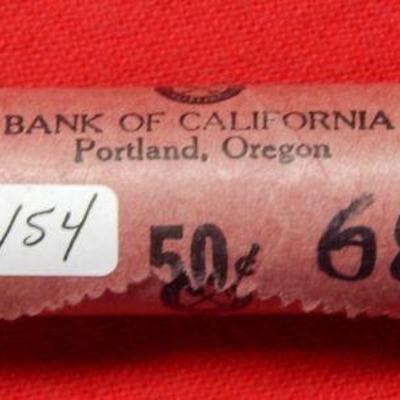 BANK OF CALIFORNIA
Portland, Oregon
154
50¢ 68